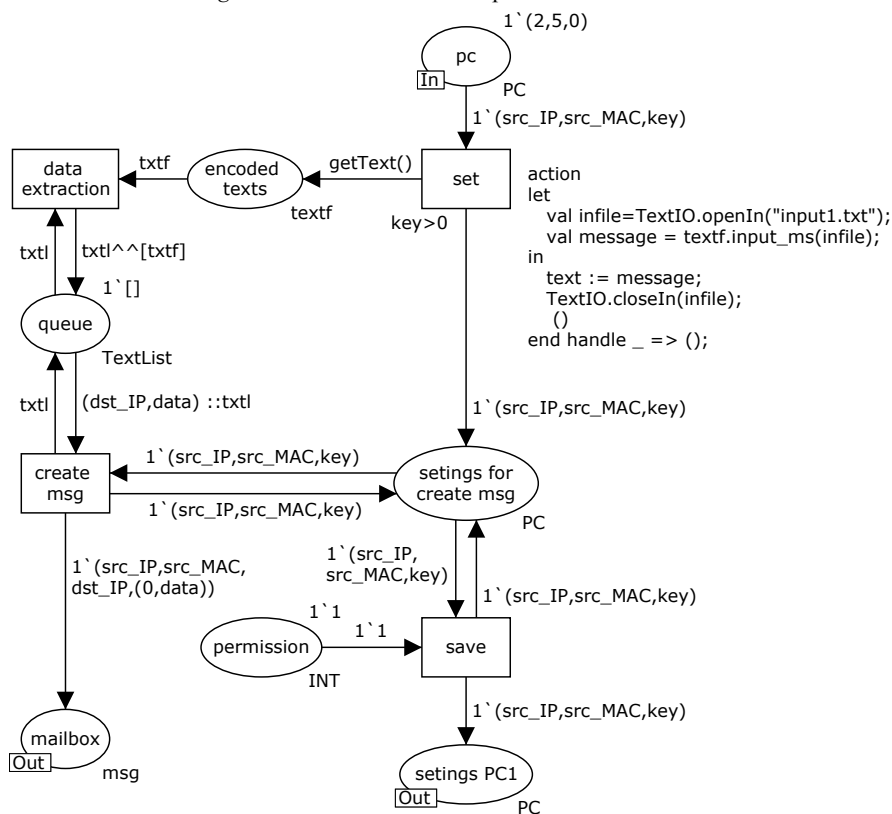 1`(2,5,0)
pc
In
PC
1`(src_IP,src_MAC,key)
data
extraction
txtf
encoded
texts
textf
getText()
set
key>0
action
let
val infile=TextIO.openIn("input1.txt");
val message = textf.input_ms(infile);
in
text := message;
TextIO.closeIn(infile);
()
end handle _ => ();
txtl
txtl^^[txtf]
1`[]
queue
TextList
txtl
(dst_IP,data) ::txtl
1`(src_IP,src_MAC,key)
create
msg
1`(src_IP,src_MAC,key)
1`(src_IP,src_MAC,key)
setings for
create msg
PC
1`(src_IP,src_MAC,
dst_IP,(0,data))
1`(src_IP,
src_MAC,key)
1`(src_IP,src_MAC,key)
permission
1`1
INT
1`1
save
1`(src_IP,src_MAC,key)
mailbox
Out
msg
setings PC1
Out
PC